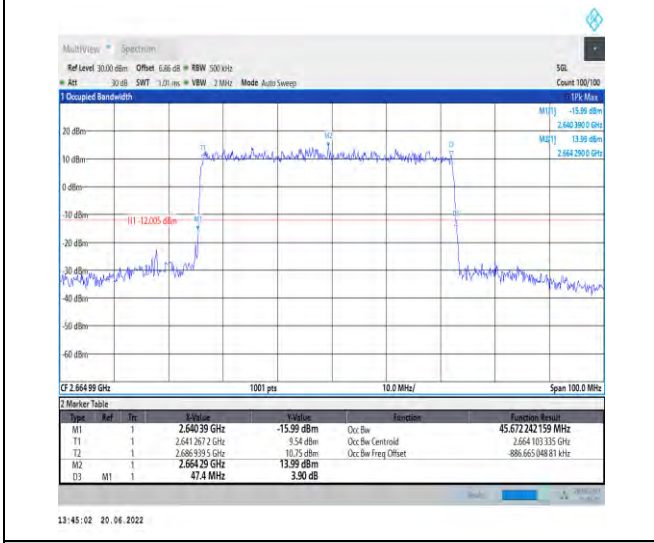 MultiView Spectrum
Ref Level 30.00 dBm Offset 6.86 dB RBW 500 kHz SGL
Att 30 dB SWT 1.01 ms VBW 2 MHz Mode Auto Sweep Count 100/100
1 Occupied Bandwidth 1Pk Max
M1[1] -15.99 dBm
2.640 390 0 GHz
M2[1] 13.99 dBm
2.664 290 0 GHz
20 dBm
10 dBm
0 dBm
-10 dBm
-20 dBm
-30 dBm
-40 dBm
-50 dBm
-60 dBm
T1
M2
M1
H1 -12.005 dBm
CF 2.664 99 GHz 1001 pts 10.0 MHz/ Span 100.0 MHz
2 Marker Table
Type Ref Trc X-Value Y-Value Function Function Result
M1 1 2.640 39 GHz -15.99 dBm Occ Bw 45.672 242 159 MHz
T1 1 2.641 267 2 GHz 9.54 dBm Occ Bw Centroid 2.664 103 335 GHz
T2 1 2.686 939 5 GHz 10.75 dBm Occ Bw Freq Offset -886.665 048 81 kHz
M2 1 2.664 29 GHz 13.99 dBm
D3 M1 1 47.4 MHz 3.90 dB
13:45:02 20.06.2022